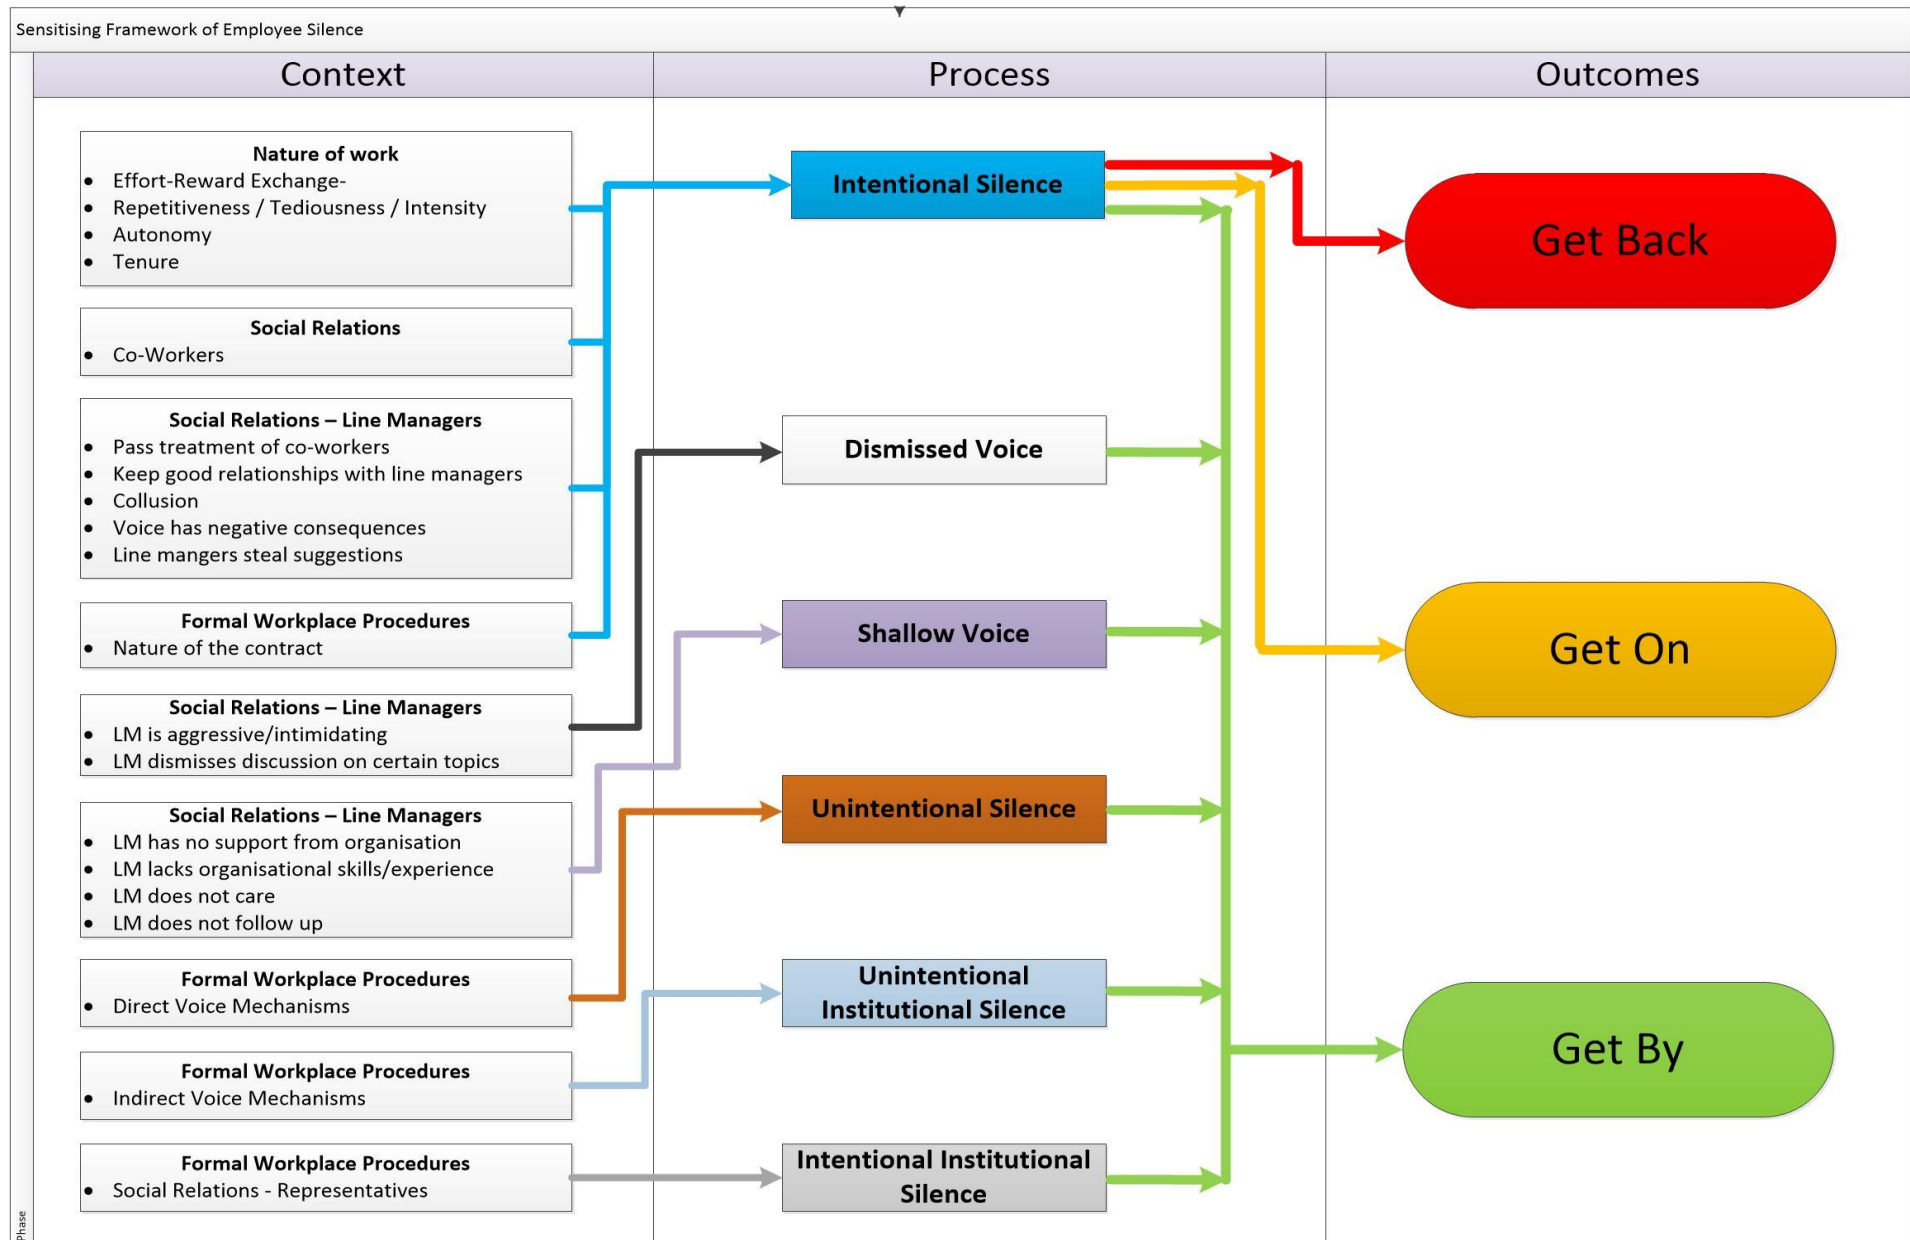 Sensitising Framework of Employee Silence
Context
Process
Outcomes
Nature of work
• Effort-Reward Exchange-
• Repetitiveness / Tediousness / Intensity
• Autonomy
• Tenure
Social Relations
• Co-Workers
Social Relations – Line Managers
• Pass treatment of co-workers
• Keep good relationships with line managers
• Collusion
• Voice has negative consequences
• Line mangers steal suggestions
Formal Workplace Procedures
• Nature of the contract
Social Relations – Line Managers
• LM is aggressive/intimidating
• LM dismisses discussion on certain topics
Social Relations – Line Managers
• LM has no support from organisation
• LM lacks organisational skills/experience
• LM does not care
• LM does not follow up
Formal Workplace Procedures
• Direct Voice Mechanisms
Formal Workplace Procedures
• Indirect Voice Mechanisms
Formal Workplace Procedures
• Social Relations - Representatives
Intentional Silence
Dismissed Voice
Shallow Voice
Unintentional Silence
Unintentional
Institutional Silence
Intentional Institutional
Silence
Get Back
Get On
Get By
Phase